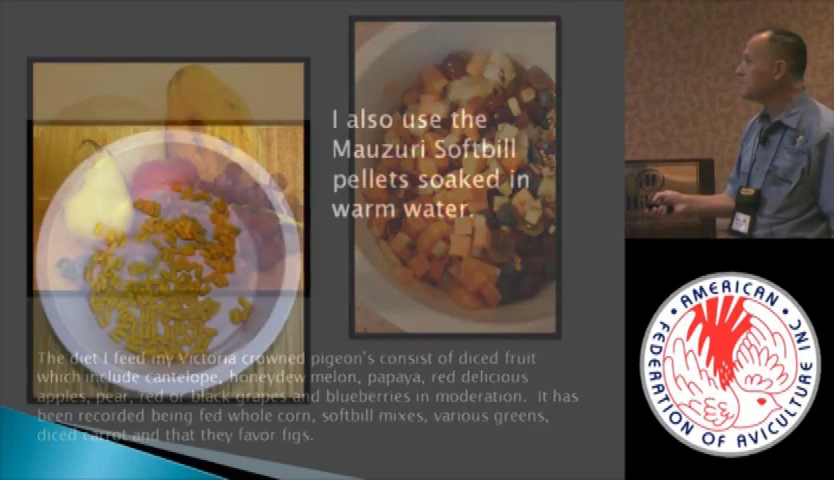 I also use the
Mauzuri Softbill
pellets soaked in
warm water.
The diet I feed my Victoria crowned pigeon's consist of diced fruit
which include cantelope, honeydew melon, papaya, red delicious
apples, pear, red or black grapes and blueberries in moderation. It has
been recorded being fed whole corn, softbill mixes, various greens,
diced carrot and that they favor figs.
AMERICAN
FEDERATION OF AVICULTURE INC